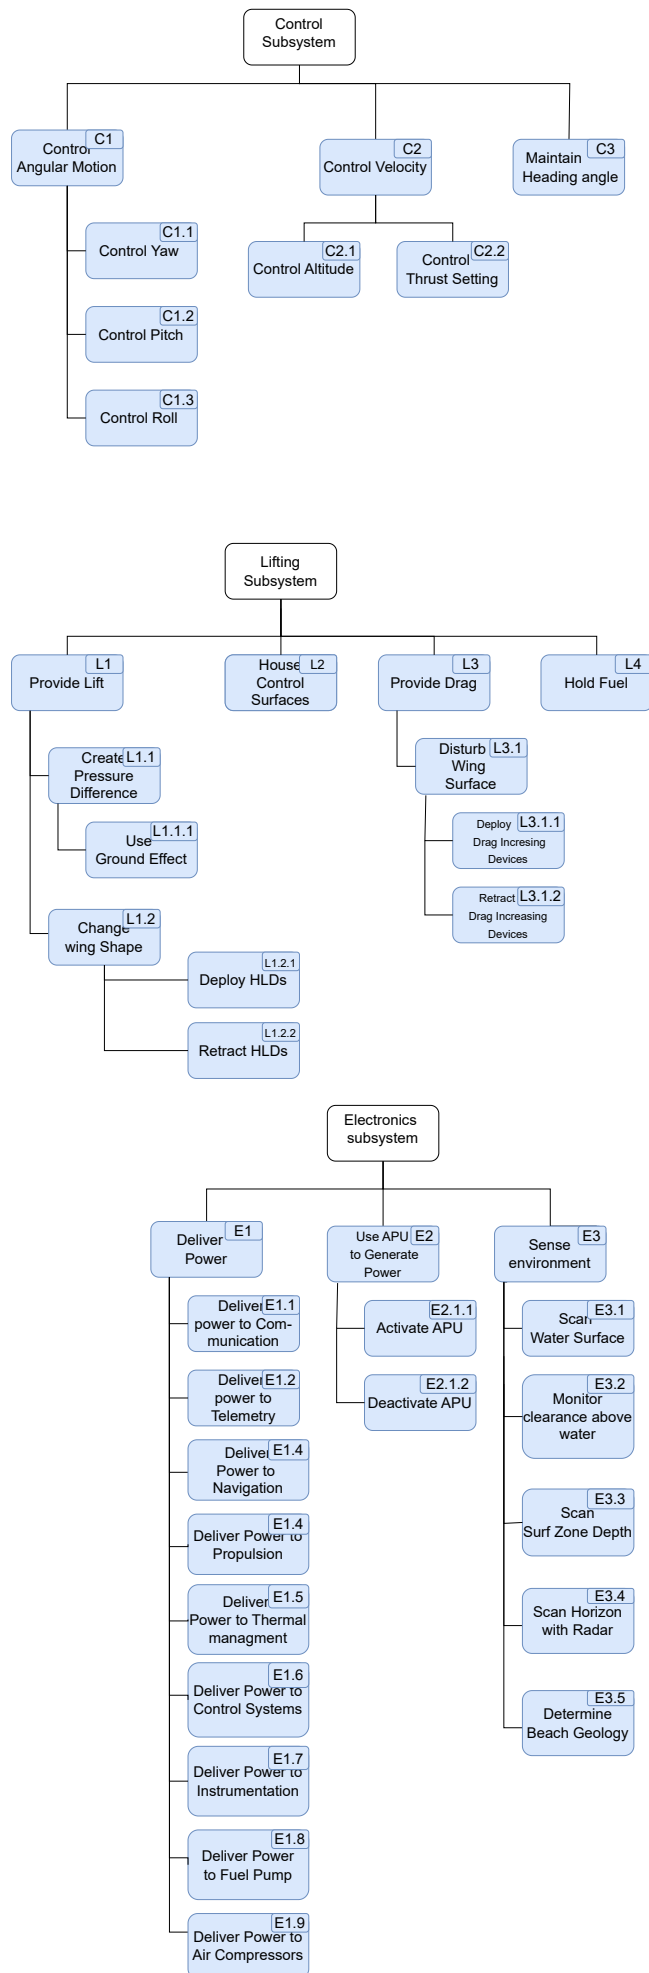 Control
Subsystem
C1
Control
Angular Motion
C2
Control Velocity
C3
Maintain
Heading angle
C1.1
Control Yaw
C2.1
Control Altitude
C2.2
Control
Thrust Setting
C1.2
Control Pitch
C1.3
Control Roll
Lifting
Subsystem
L1
Provide Lift
L2
House
Control
Surfaces
L3
Provide Drag
L4
Hold Fuel
L1.1
Create
Pressure
Difference
L3.1
Disturb
Wing
Surface
L1.1.1
Use
Ground Effect
L3.1.1
Deploy
Drag Incresing
Devices
L3.1.2
Retract
Drag Increasing
Devices
L1.2
Change
wing Shape
L1.2.1
Deploy HLDs
L1.2.2
Retract HLDs
Electronics
subsystem
E1
Deliver
Power
E2
Use APU
to Generate
Power
E3
Sense
environment
E1.1
Deliver
power to Com-
munication
E2.1.1
Activate APU
E3.1
Scan
Water Surface
E1.2
Deliver
power to
Telemetry
E2.1.2
Deactivate APU
E3.2
Monitor
clearance above
water
E1.4
Deliver
Power to
Navigation
E3.3
Scan
Surf Zone Depth
E1.4
Deliver Power to
Propulsion
E3.4
Scan Horizon
with Radar
E1.5
Deliver
Power to Thermal
managment
E1.6
Deliver Power to
Control Systems
E3.5
Determine
Beach Geology
E1.7
Deliver Power to
Instrumentation
E1.8
Deliver Power
to Fuel Pump
E1.9
Deliver Power to
Air Compressors